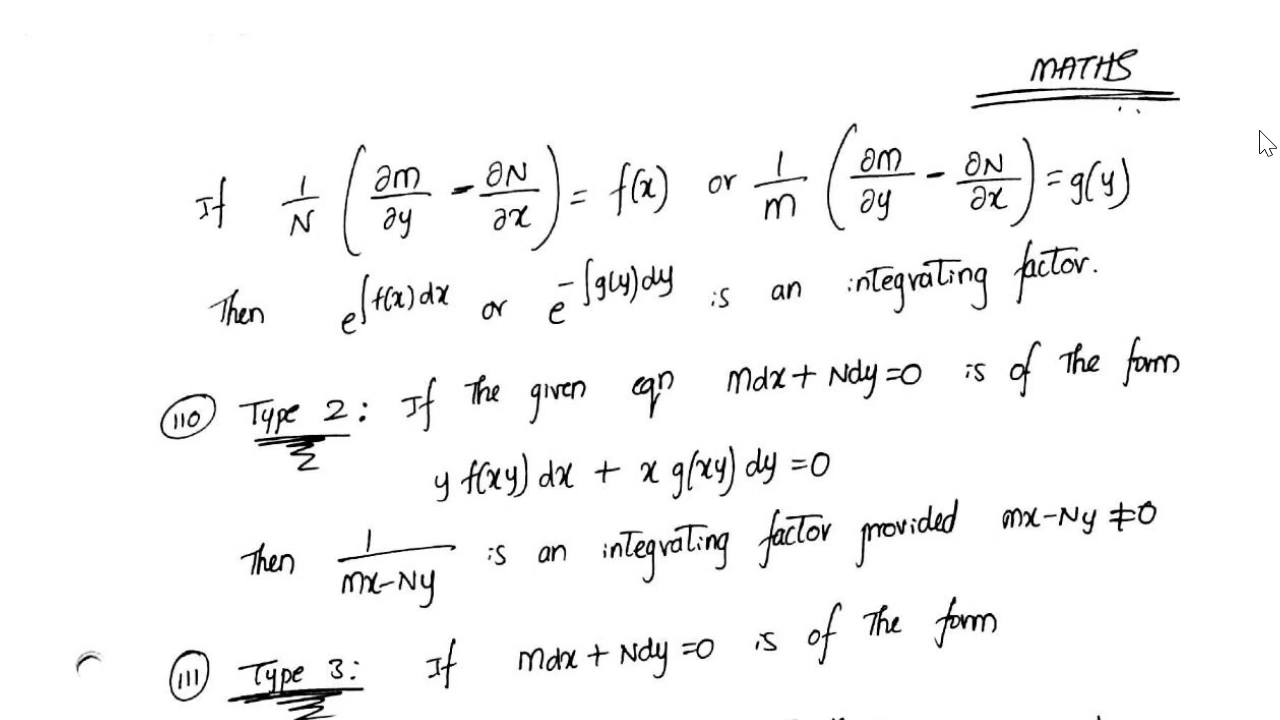 MATHS
If 1/N (∂m/∂y - ∂N/∂x) = f(x) or 1/m (∂m/∂y - ∂N/∂x) = g(y)
Then e^∫f(x)dx or e^-∫g(y)dy is an integrating factor.
(110) Type 2: If the given eqn mdx + Ndy = 0 is of the form
y f(xy) dx + x g(xy) dy = 0
Then 1/(mx-Ny) is an integrating factor provided mx-Ny ≠ 0
(111) Type 3: If mdx + Ndy = 0 is of the form